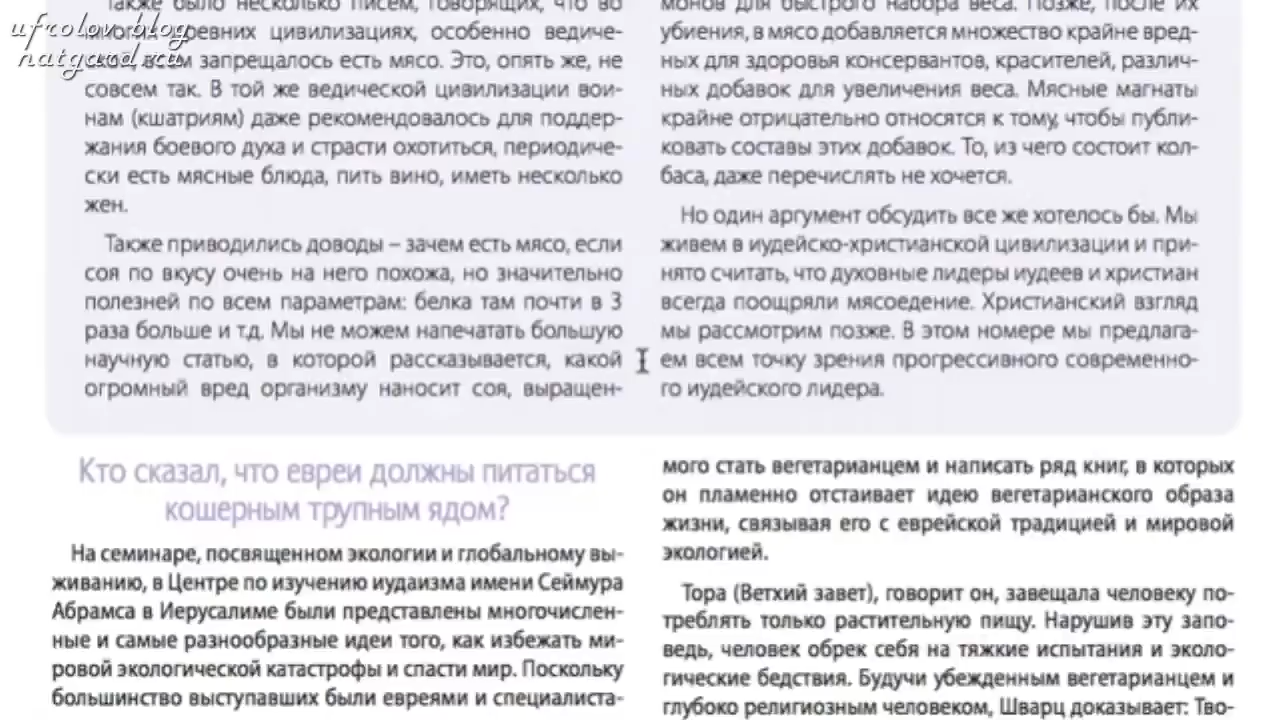 ufrolov.blog
natgard.ru
также было несколько писем, говорящих, что во
древних цивилизациях, особенно ведиче-
всем запрещалось есть мясо. Это, опять же, не
совсем так. В той же ведической цивилизации вои-
нам (кшатриям) даже рекомендовалось для поддер-
жания боевого духа и страсти охотиться, периодиче-
ски есть мясные блюда, пить вино, иметь несколько
жен.
Также приводились доводы – зачем есть мясо, если
соя по вкусу очень на него похожа, но значительно
полезней по всем параметрам: белка там почти в 3
раза больше и т.д. Мы не можем напечатать большую
научную статью, в которой рассказывается, какой
огромный вред организму наносит соя, выращен-
монов для быстрого набора веса. Позже, после их
убиения, в мясо добавляется множество крайне вред-
ных для здоровья консервантов, красителей, различ-
ных добавок для увеличения веса. Мясные магнаты
крайне отрицательно относятся к тому, чтобы публи-
ковать составы этих добавок. То, из чего состоит кол-
баса, даже перечислять не хочется.
Но один аргумент обсудить все же хотелось бы. Мы
живем в иудейско-христианской цивилизации и при-
нято считать, что духовные лидеры иудеев и христиан
всегда поощряли мясоедение. Христианский взгляд
мы рассмотрим позже. В этом номере мы предлага-
ем всем точку зрения прогрессивного современно-
го иудейского лидера.
Кто сказал, что евреи должны питаться
кошерным трупным ядом?
На семинаре, посвященном экологии и глобальному вы-
живанию, в Центре по изучению иудаизма имени Сеймура
Абрамса в Иерусалиме были представлены многочислен-
ные и самые разнообразные идеи того, как избежать ми-
ровой экологической катастрофы и спасти мир. Поскольку
большинство выступавших были евреями и специалиста-
мого стать вегетарианцем и написать ряд книг, в которых
он пламенно отстаивает идею вегетарианского образа
жизни, связывая его с еврейской традицией и мировой
экологией.
Тора (Ветхий завет), говорит он, завещала человеку по-
треблять только растительную пищу. Нарушив эту запо-
ведь, человек обрек себя на тяжкие испытания и эколо-
гические бедствия. Будучи убежденным вегетарианцем и
глубоко религиозным человеком, Шварц доказывает: Тво-